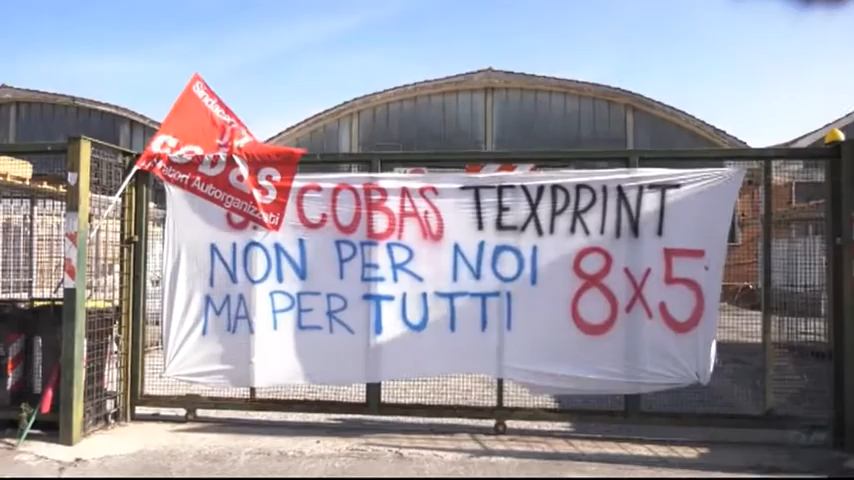 Sindacato
Cobas
Lavoratori Autorganizzati
S.I. COBAS TEXPRINT
NON PER NOI
MA PER TUTTI
8x5